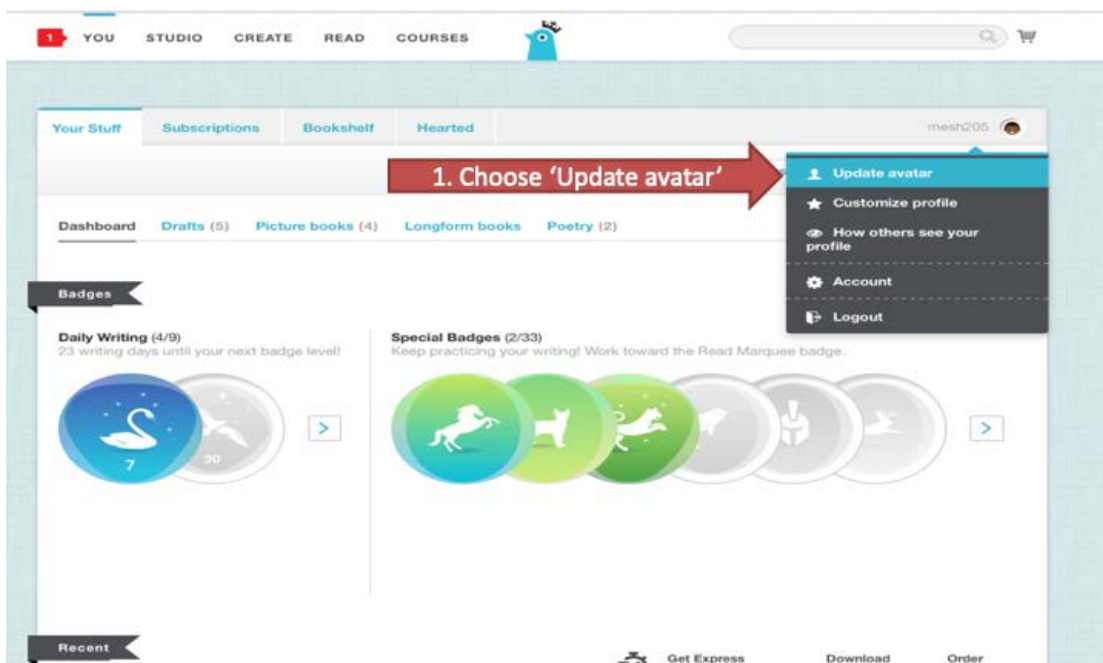 1 YOU STUDIO CREATE READ COURSES
Your Stuff Subscriptions Bookshelf Hearted mesh205
1. Choose ‘Update avatar’
Update avatar
Customize profile
How others see your
profile
Account
Logout
Dashboard Drafts (5) Picture books (4) Longform books Poetry (2)
Badges
Daily Writing (4/9)
23 writing days until your next badge level!
Special Badges (2/33)
Keep practicing your writing! Work toward the Read Marquee badge.
7
30
Recent
Get Express Download Order